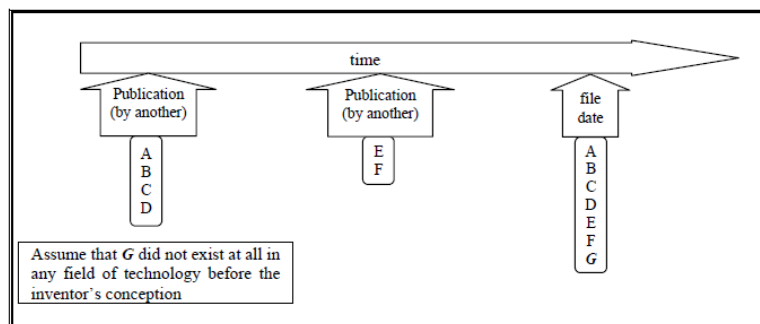 time
Publication
(by another)
Publication
(by another)
file
date
A
B
C
D
E
F
A
B
C
D
E
F
G
Assume that G did not exist at all in
any field of technology before the
inventor's conception